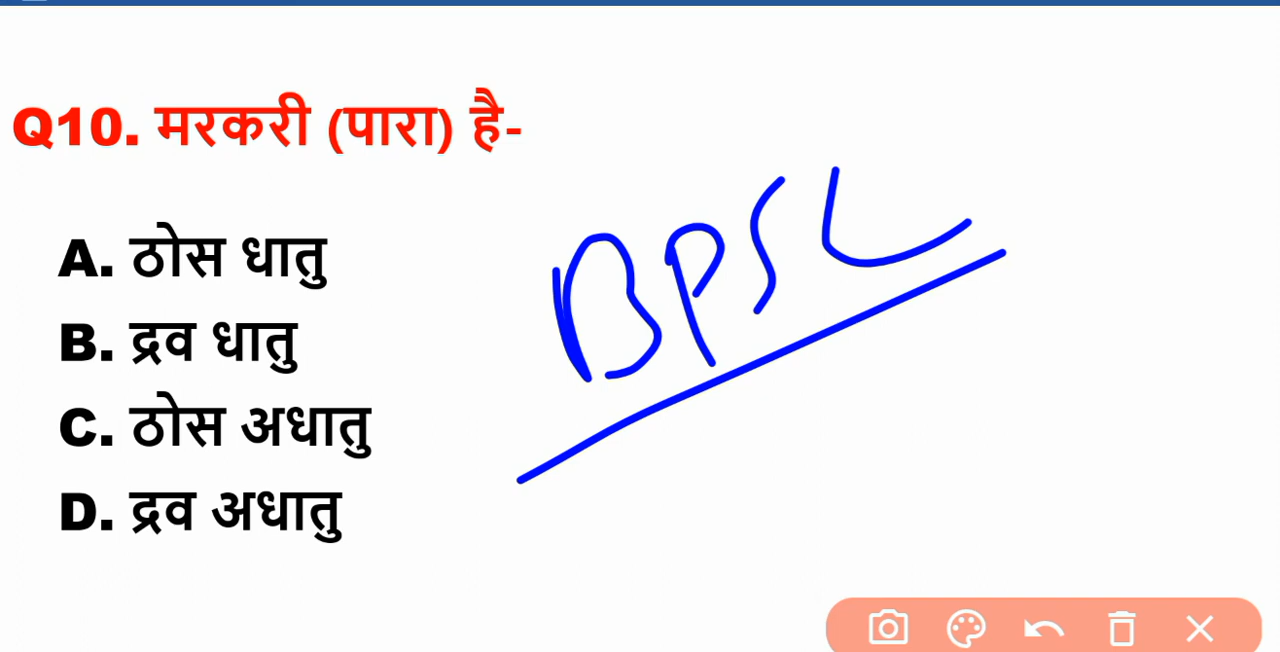 Q10. मरकरी (पारा) है-
A. ठोस धातु
B. द्रव धातु
C. ठोस अधातु
D. द्रव अधातु
BPSC